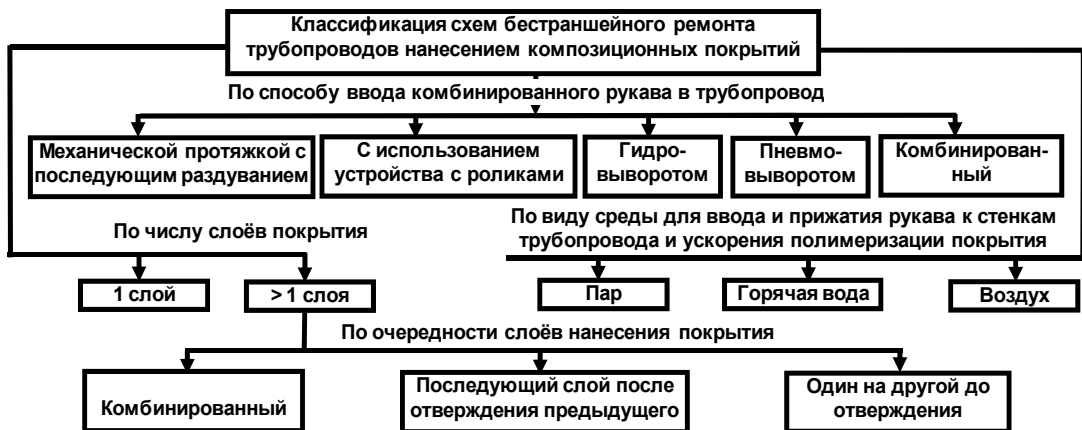 Классификация схем бестраншейного ремонта
трубопроводов нанесением композиционных покрытий
По способу ввода комбинированного рукава в трубопровод
Механической протяжкой с
последующим раздуванием
С использованием
устройства с роликами
Гидро-
выворотом
Пневмо-
выворотом
Комбинирован-
ный
По числу слоёв покрытия
1 слой
> 1 слоя
По виду среды для ввода и прижатия рукава к стенкам
трубопровода и ускорения полимеризации покрытия
Пар
Горячая вода
Воздух
По очередности слоёв нанесения покрытия
Комбинированный
Последующий слой после
отверждения предыдущего
Один на другой до
отверждения